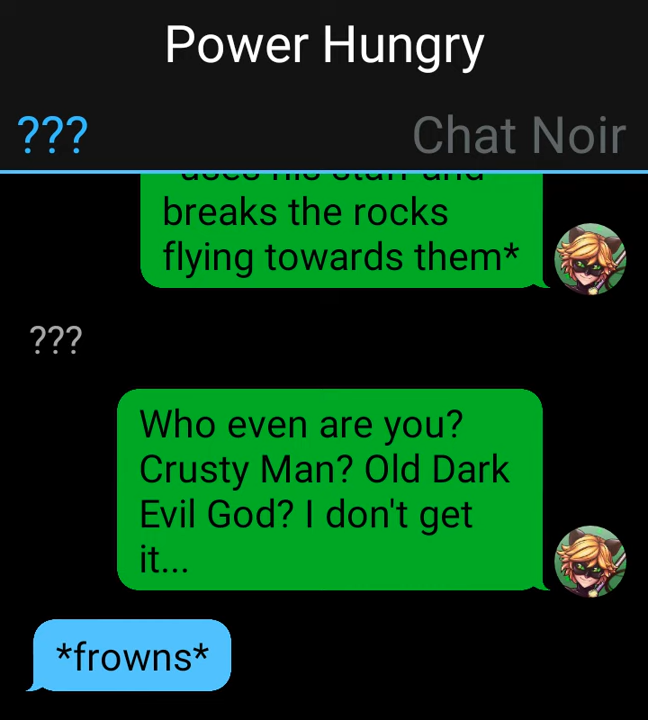 Power Hungry
??? Chat Noir
breaks the rocks
flying towards them*
???
Who even are you?
Crusty Man? Old Dark
Evil God? I don't get
it...
*frowns*